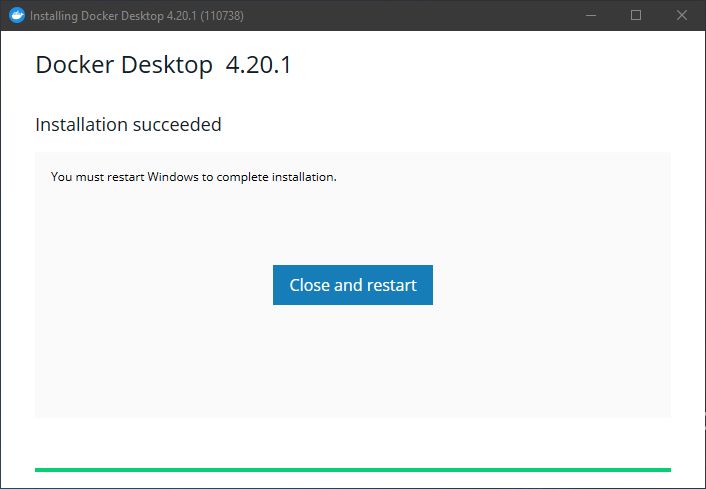 Installing Docker Desktop 4.20.1 (110738)
Docker Desktop 4.20.1
Installation succeeded
You must restart Windows to complete installation.
Close and restart